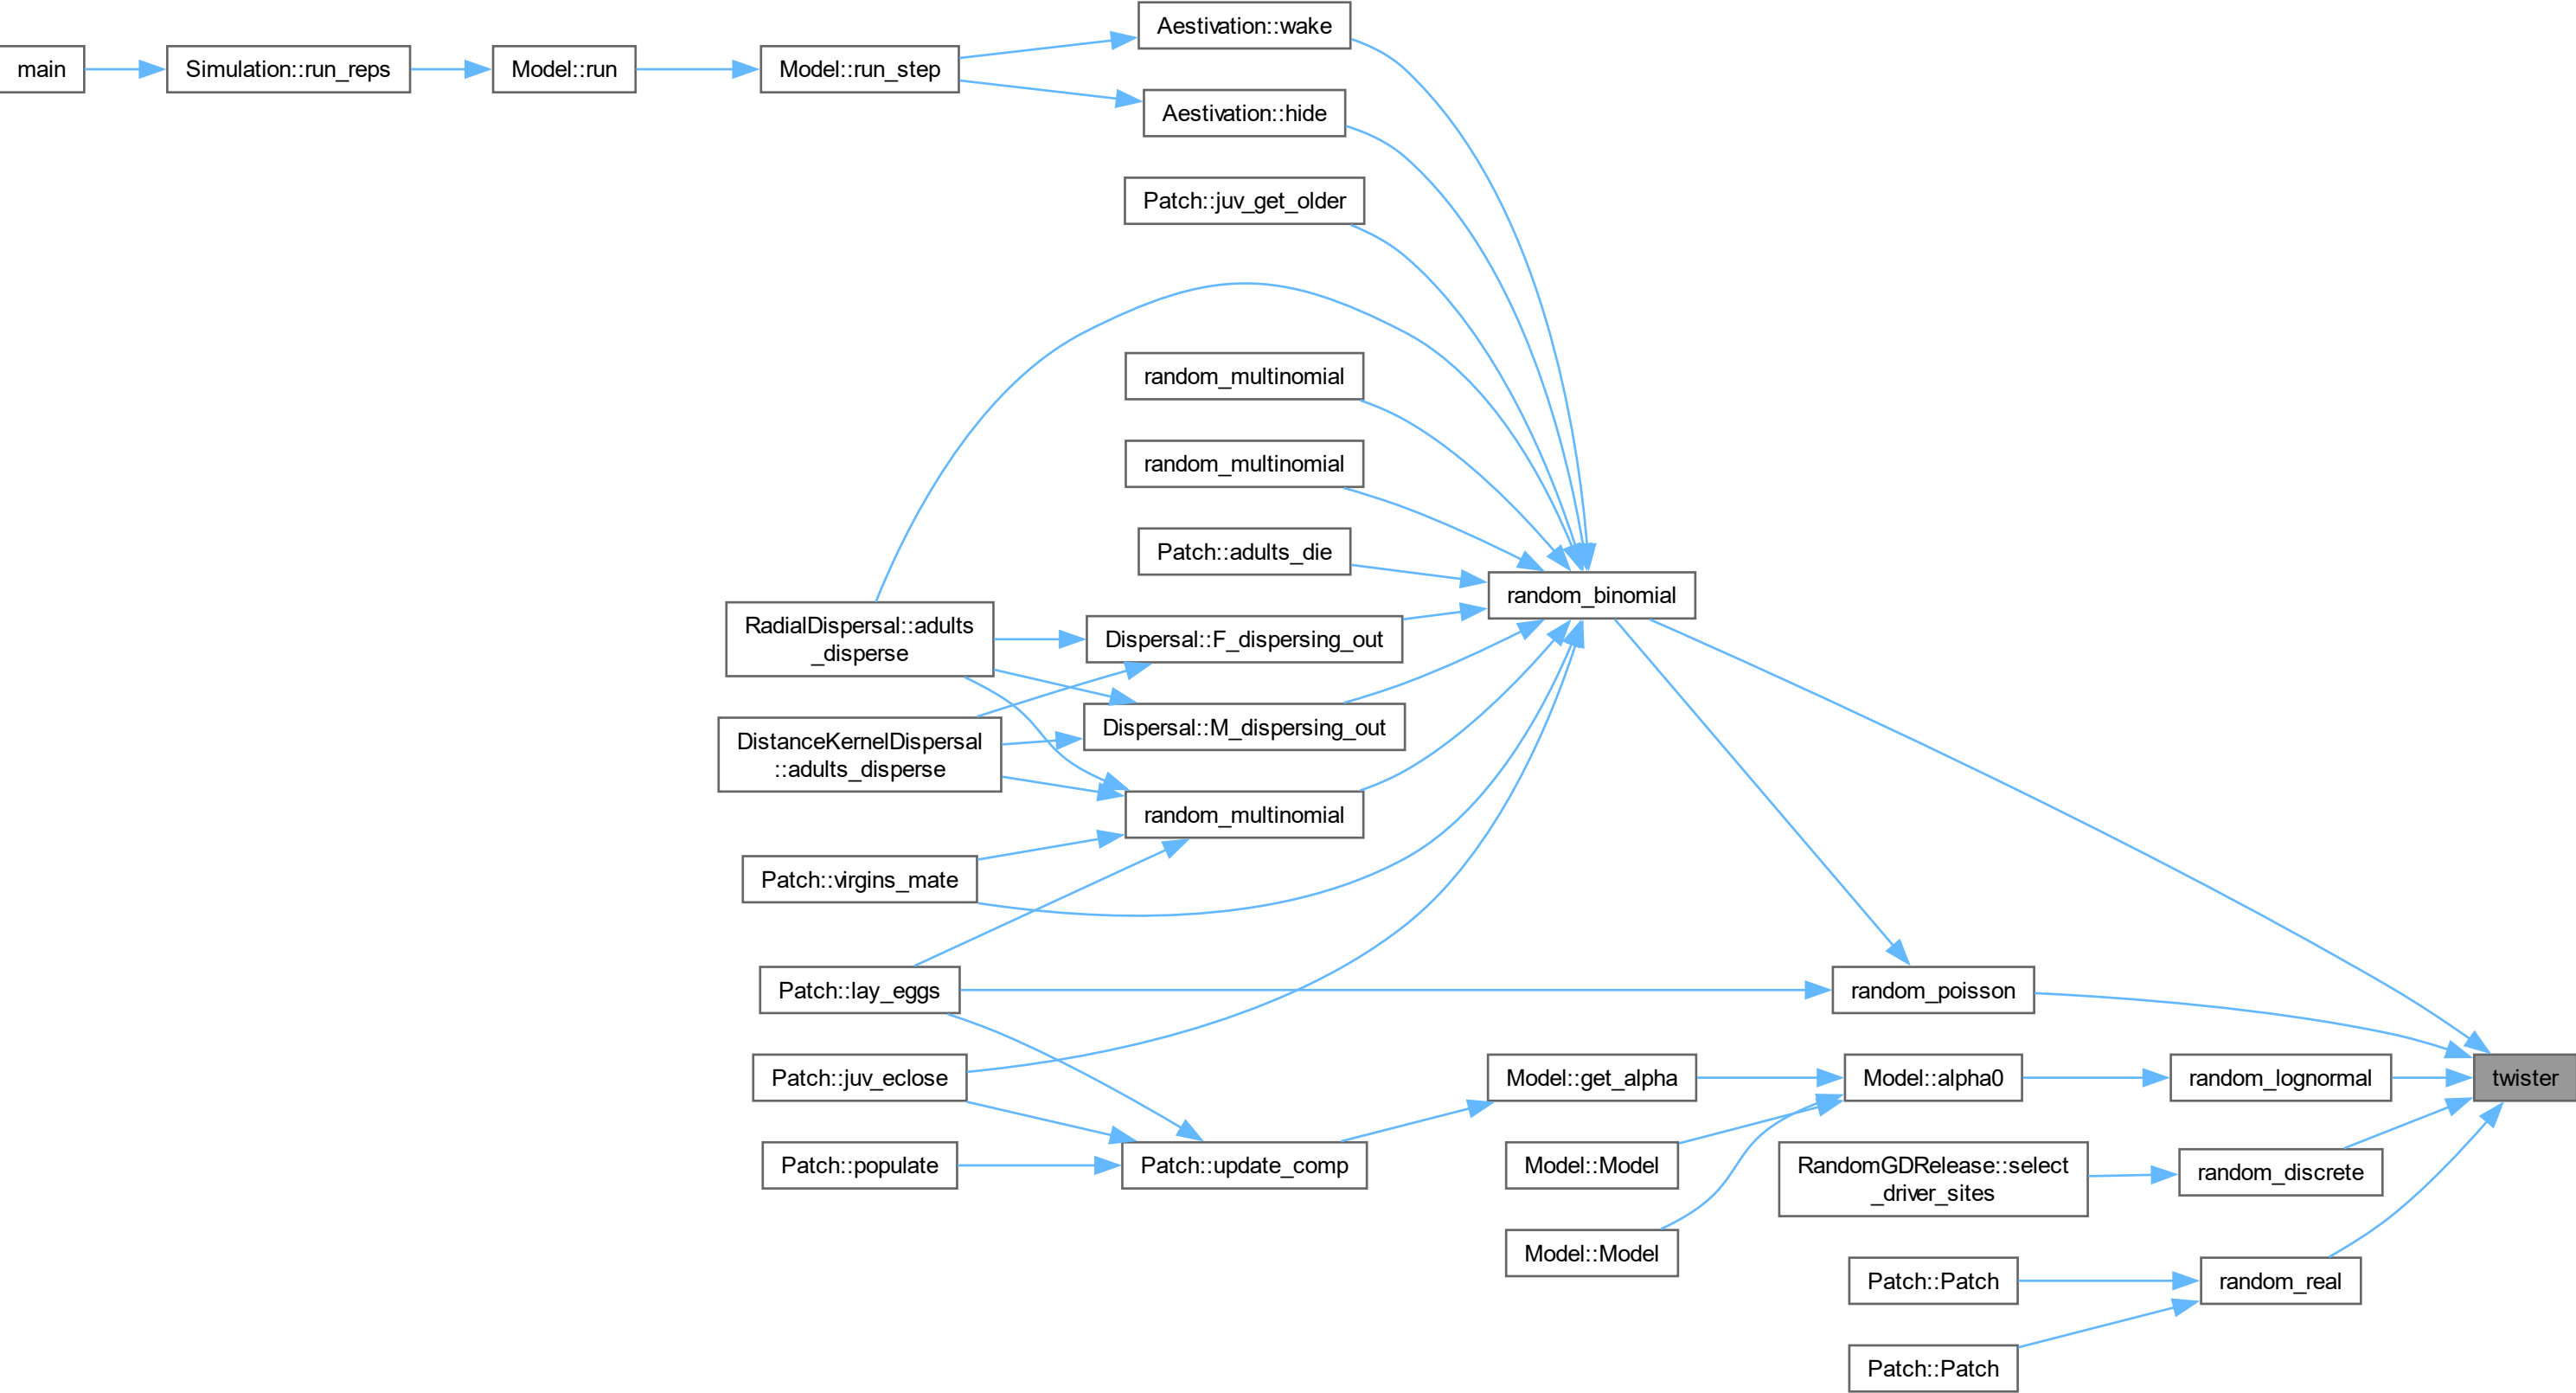 Aestivation::wake
main
Simulation::run_reps
Model::run
Model::run_step
Aestivation::hide
Patch::juv_get_older
random_multinomial
random_multinomial
Patch::adults_die
random_binomial
RadialDispersal::adults
_disperse
Dispersal::F_dispersing_out
DistanceKernelDispersal
::adults_disperse
Dispersal::M_dispersing_out
random_multinomial
Patch::virgins_mate
Patch::lay_eggs
random_poisson
Patch::juv_eclose
Model::get_alpha
Model::alpha0
random_lognormal
twister
Patch::populate
Patch::update_comp
Model::Model
RandomGDRelease::select
_driver_sites
random_discrete
Model::Model
Patch::Patch
random_real
Patch::Patch